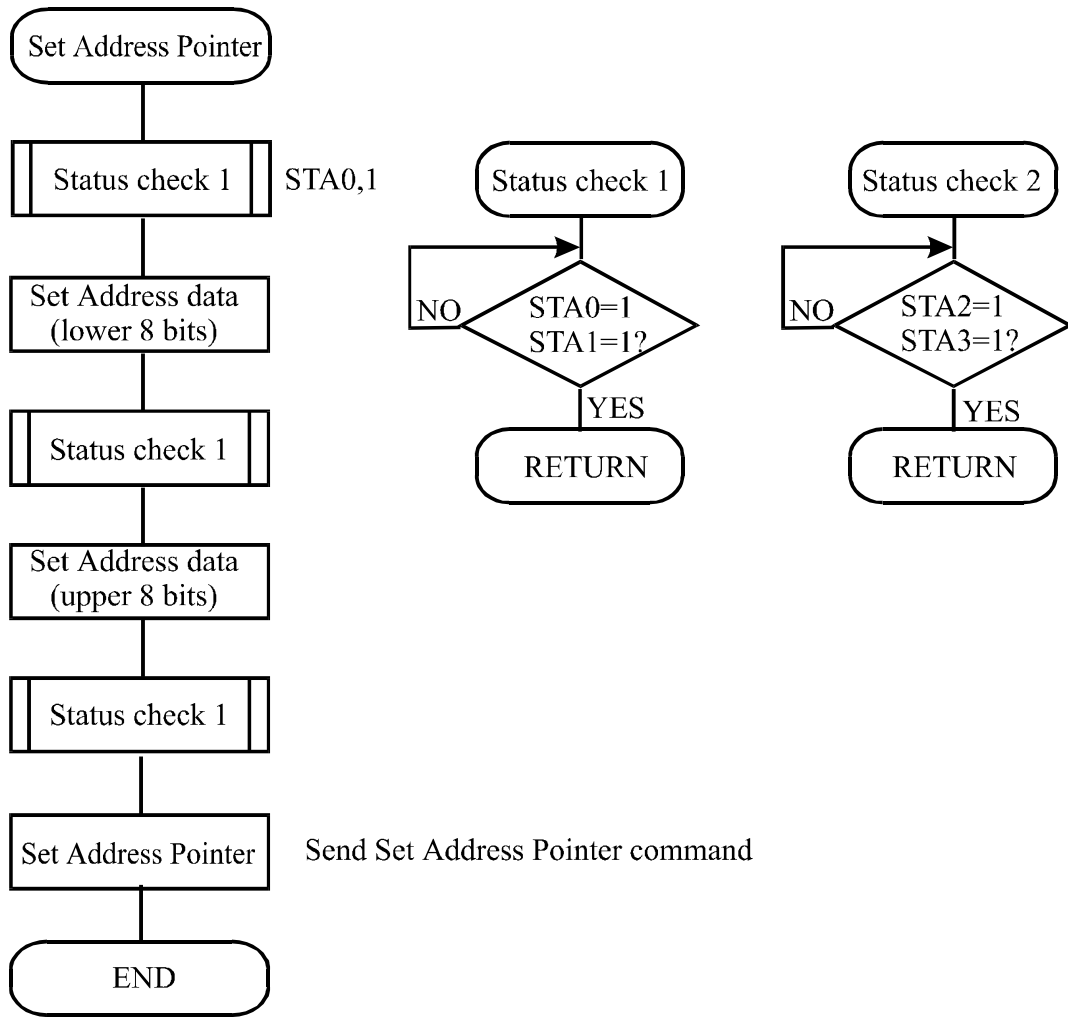 Set Address Pointer
Status check 1
STA0,1
Set Address data
(lower 8 bits)
Status check 1
Set Address data
(upper 8 bits)
Status check 1
Set Address Pointer
Send Set Address Pointer command
END
Status check 1
NO
STA0=1
STA1=1?
YES
RETURN
Status check 2
NO
STA2=1
STA3=1?
YES
RETURN